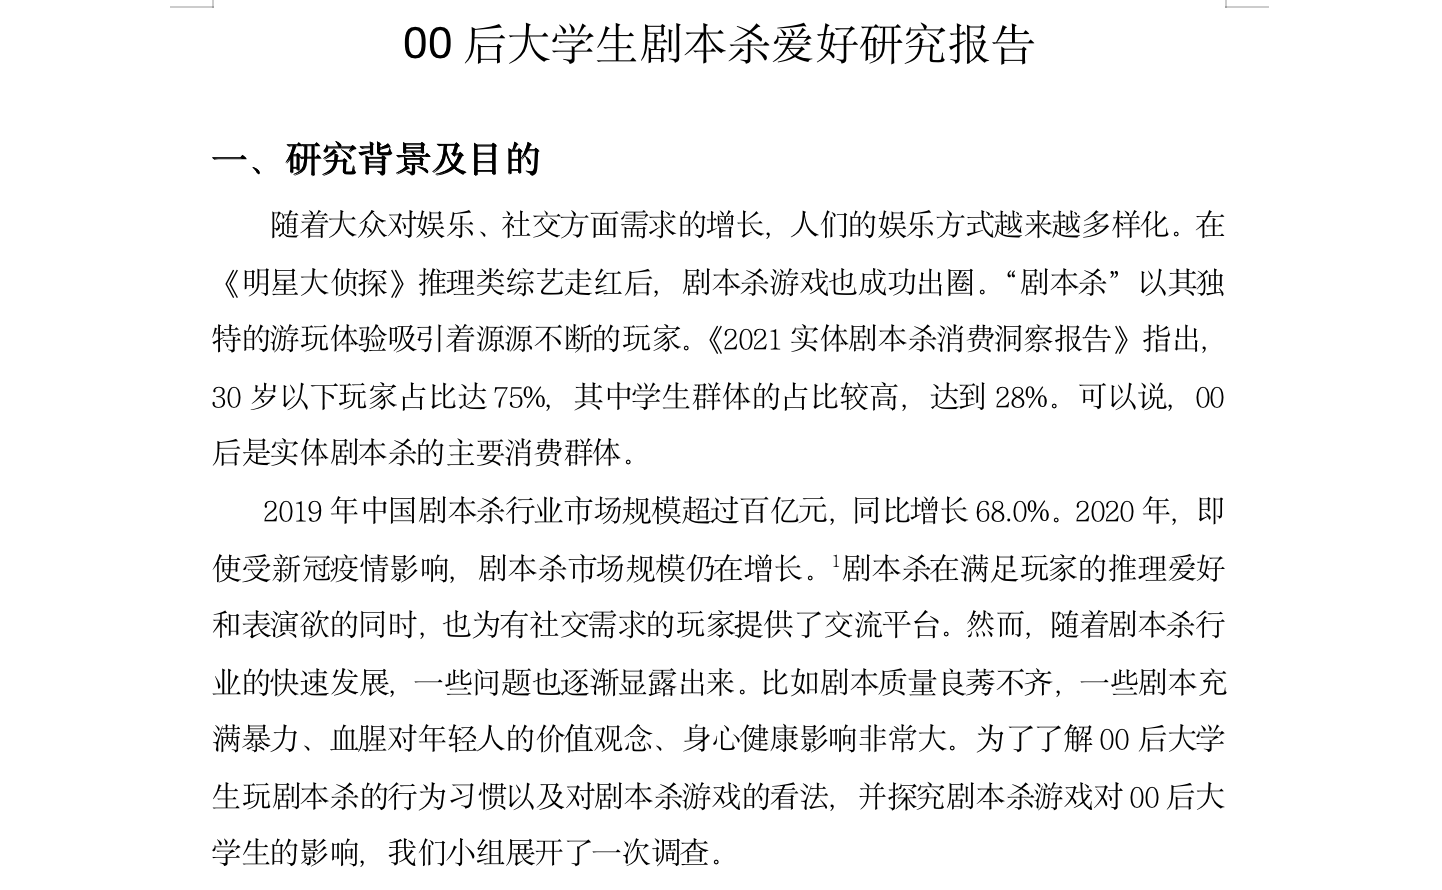 00 后大学生剧本杀爱好研究报告
一、研究背景及目的
随着大众对娱乐、社交方面需求的增长，人们的娱乐方式越来越多样化。在
《明星大侦探》推理类综艺走红后，剧本杀游戏也成功出圈。“剧本杀”以其独
特的游玩体验吸引着源源不断的玩家。《2021 实体剧本杀消费洞察报告》指出，
30 岁以下玩家占比达 75%，其中学生群体的占比较高，达到 28%。可以说，00
后是实体剧本杀的主要消费群体。
2019 年中国剧本杀行业市场规模超过百亿元，同比增长 68.0%。2020 年，即
使受新冠疫情影响，剧本杀市场规模仍在增长。¹剧本杀在满足玩家的推理爱好
和表演欲的同时，也为有社交需求的玩家提供了交流平台。然而，随着剧本杀行
业的快速发展，一些问题也逐渐显露出来。比如剧本质量良莠不齐，一些剧本充
满暴力、血腥对年轻人的价值观念、身心健康影响非常大。为了了解 00 后大学
生玩剧本杀的行为习惯以及对剧本杀游戏的看法，并探究剧本杀游戏对 00 后大
学生的影响，我们小组展开了一次调查。